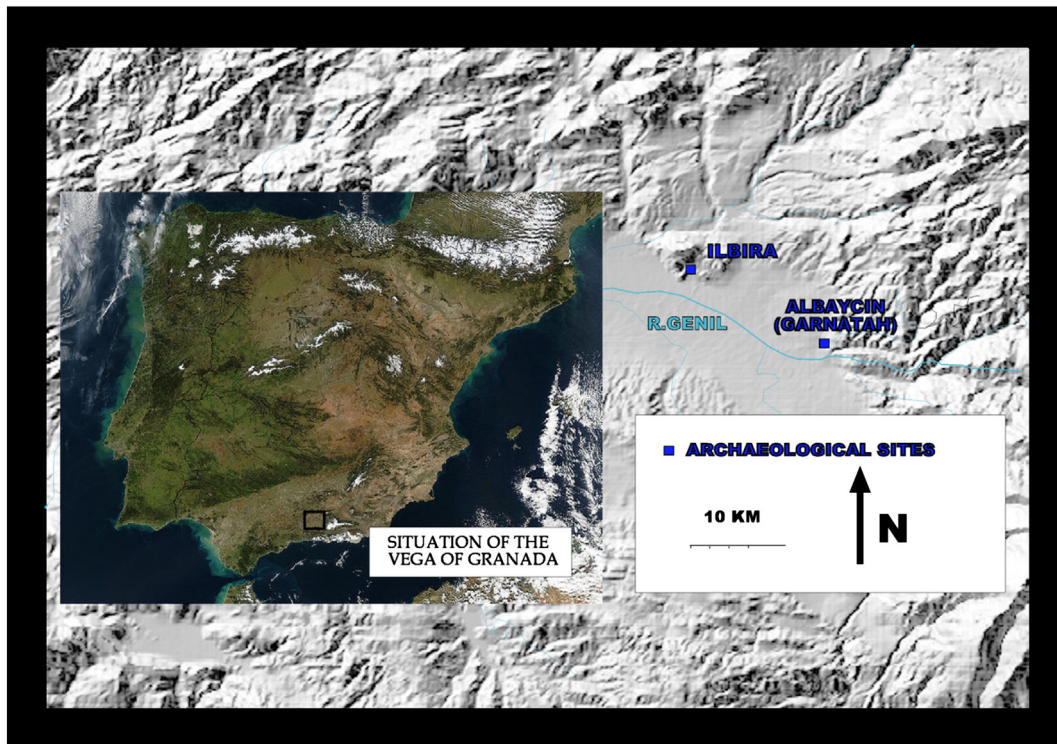 ILBIRA
ALBAYCIN
(GARNATAH)
R.GENIL
ARCHAEOLOGICAL SITES
10 KM
N
SITUATION OF THE
VEGA OF GRANADA